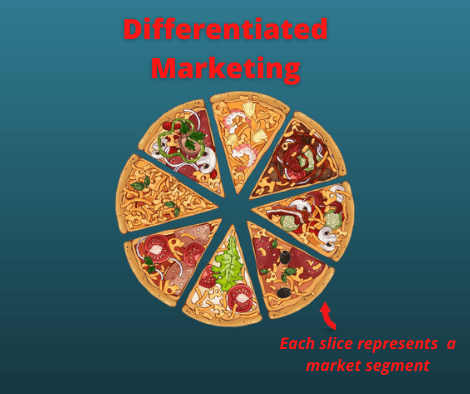 Differentiated
Marketing
Each slice represents a
market segment